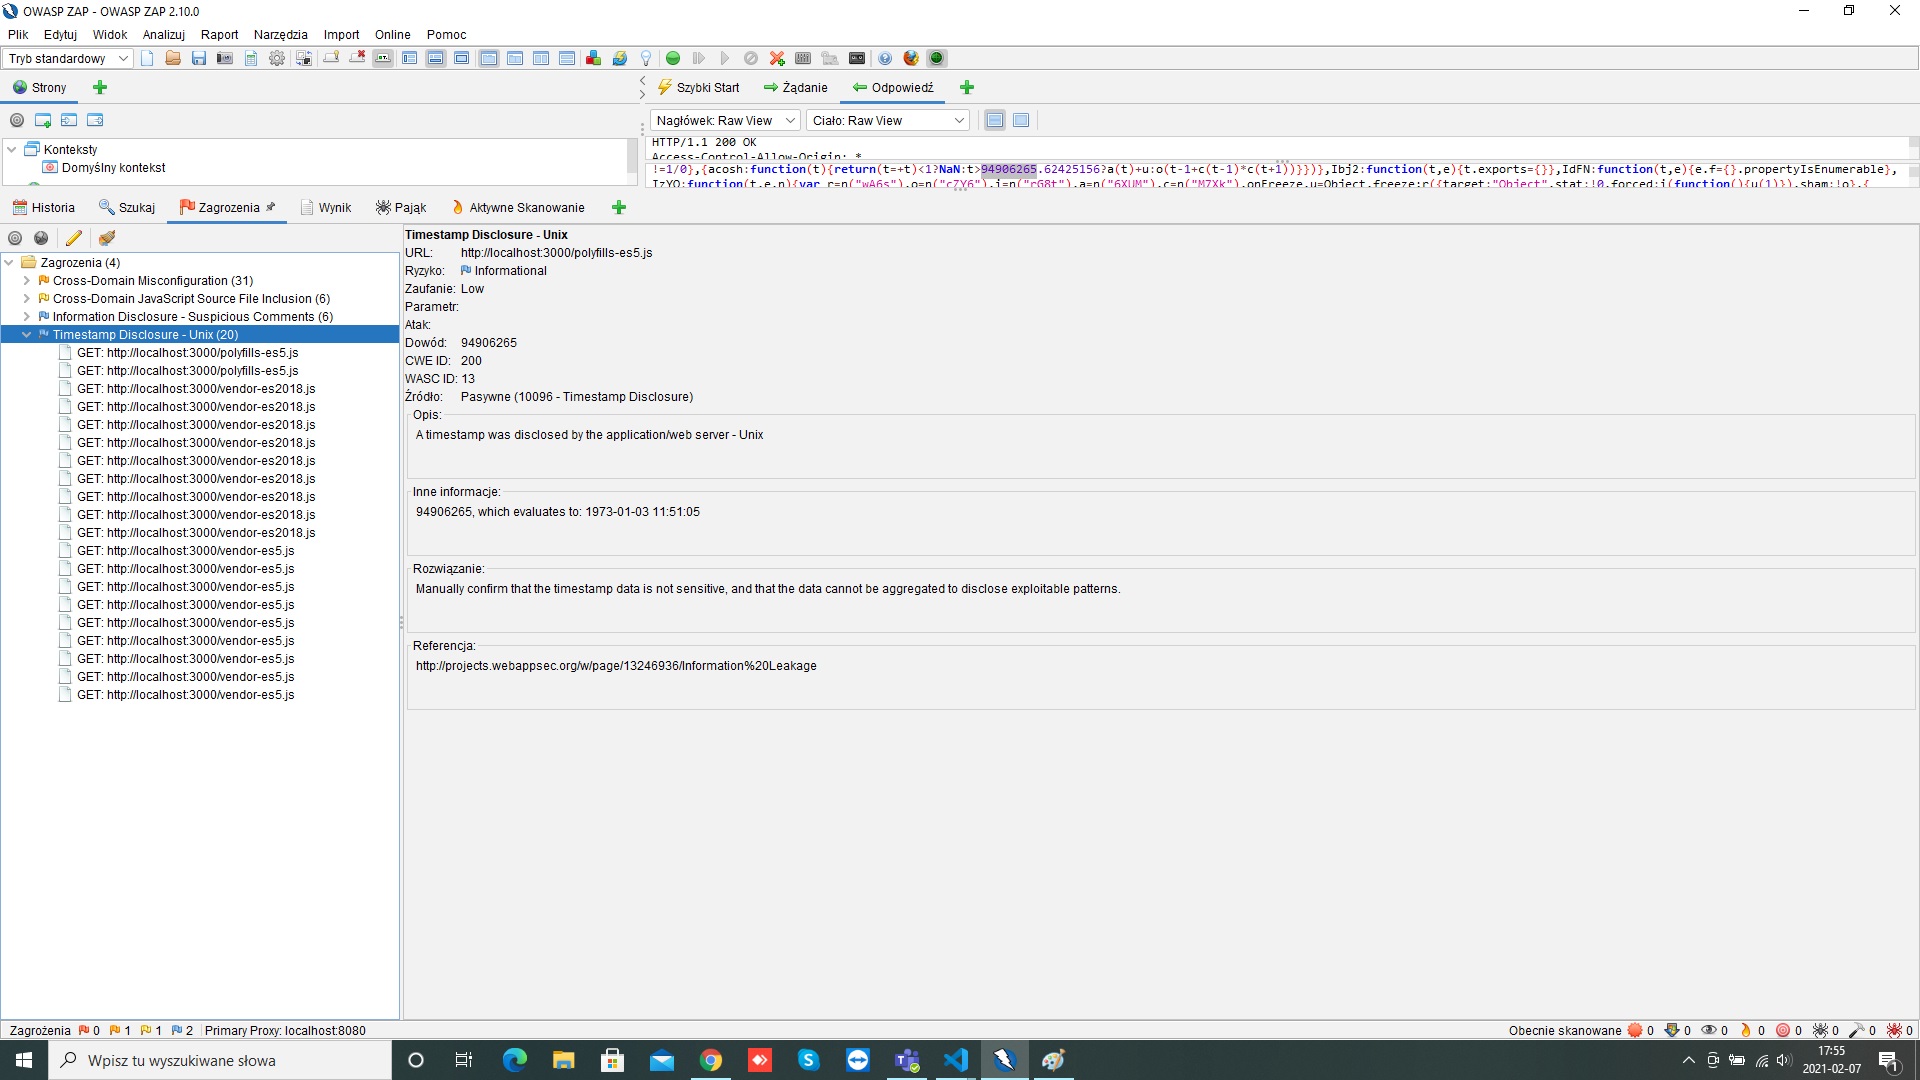 OWASP ZAP - OWASP ZAP 2.10.0
Plik Edytuj Widok Analizuj Raport Narzędzia Import Online Pomoc
Tryb standardowy
Strony
Szybki Start Żądanie Odpowiedź
Nagłówek: Raw View Ciało: Raw View
Konteksty
Domyślny kontekst
HTTP/1.1 200 OK
Access-Control-Allow-Origin: *
!=1/0},{acosh:function(t){return(t=+t)<1?NaN:t>94906265.62425156?a(t)+u:o(t-1+c(t-1)*c(t+1))}})},Ibj2:function(t,e){t.exports={}},IdFN:function(t,e){e.f={}.propertyIsEnumerable},
IzYO:function(t,e,n){var r=n("wA6s"),o=n("cZY6"),i=n("rG8t"),a=n("6XUM"),c=n("M7Xk").onFreeze,u=Object.freeze;r({target:"Object",stat:!0,forced:i(function(){u(1)}),sham:!o},{
Historia Szukaj Zagrozenia Wynik Pająk Aktywne Skanowanie
Zagrozenia (4)
Cross-Domain Misconfiguration (31)
Cross-Domain JavaScript Source File Inclusion (6)
Information Disclosure - Suspicious Comments (6)
Timestamp Disclosure - Unix (20)
GET: http://localhost:3000/polyfills-es5.js
GET: http://localhost:3000/polyfills-es5.js
GET: http://localhost:3000/vendor-es2018.js
GET: http://localhost:3000/vendor-es2018.js
GET: http://localhost:3000/vendor-es2018.js
GET: http://localhost:3000/vendor-es2018.js
GET: http://localhost:3000/vendor-es2018.js
GET: http://localhost:3000/vendor-es2018.js
GET: http://localhost:3000/vendor-es2018.js
GET: http://localhost:3000/vendor-es2018.js
GET: http://localhost:3000/vendor-es2018.js
GET: http://localhost:3000/vendor-es5.js
GET: http://localhost:3000/vendor-es5.js
GET: http://localhost:3000/vendor-es5.js
GET: http://localhost:3000/vendor-es5.js
GET: http://localhost:3000/vendor-es5.js
GET: http://localhost:3000/vendor-es5.js
GET: http://localhost:3000/vendor-es5.js
GET: http://localhost:3000/vendor-es5.js
GET: http://localhost:3000/vendor-es5.js
Timestamp Disclosure - Unix
URL: http://localhost:3000/polyfills-es5.js
Ryzyko: Informational
Zaufanie: Low
Parametr:
Atak:
Dowód: 94906265
CWE ID: 200
WASC ID: 13
Źródło: Pasywne (10096 - Timestamp Disclosure)
Opis:
A timestamp was disclosed by the application/web server - Unix
Inne informacje:
94906265, which evaluates to: 1973-01-03 11:51:05
Rozwiązanie:
Manually confirm that the timestamp data is not sensitive, and that the data cannot be aggregated to disclose exploitable patterns.
Referencja:
http://projects.webappsec.org/w/page/13246936/Information%20Leakage
Zagrożenia 0 1 1 2 Primary Proxy: localhost:8080
Obecnie skanowane 0 0 0 0 0 0 0 0
Wpisz tu wyszukiwane słowa
17:55
2021-02-07
1